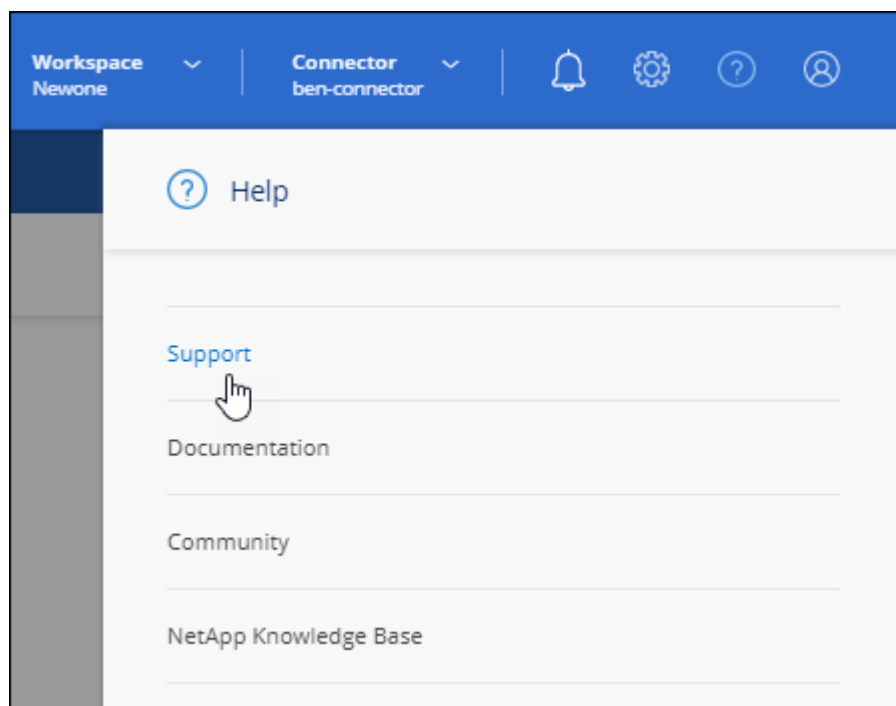 Workspace
Newone
Connector
ben-connector
Help
Support
Documentation
Community
NetApp Knowledge Base